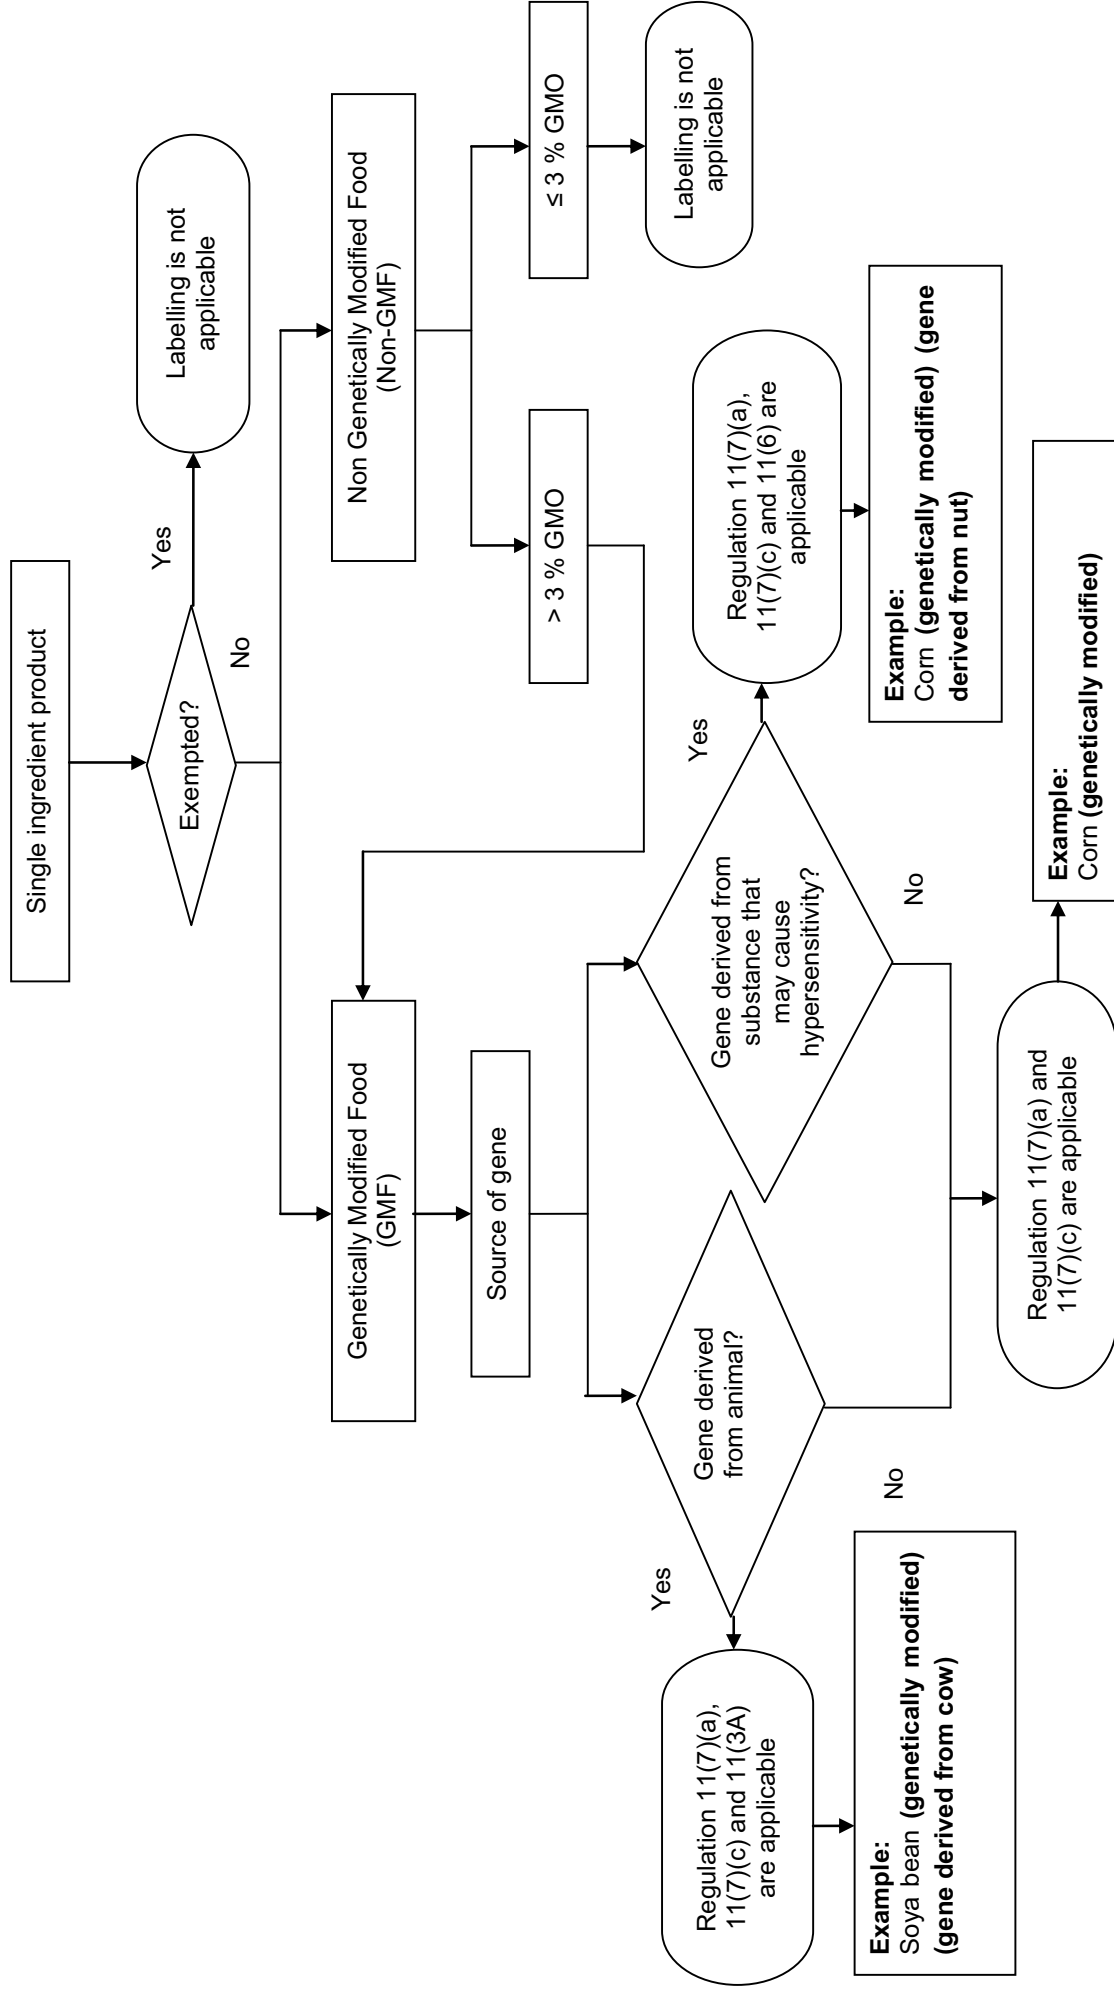 Single ingredient product
Exempted?
Yes
No
Labelling is not
applicable
Genetically Modified Food
(GMF)
Non Genetically Modified Food
(Non-GMF)
Source of gene
> 3 % GMO
≤ 3 % GMO
Labelling is not
applicable
Gene derived
from animal?
Yes
No
Gene derived from
substance that
may cause
hypersensitivity?
Yes
No
Regulation 11(7)(a),
11(7)(c) and 11(3A)
are applicable
Regulation 11(7)(a),
11(7)(c) and 11(6) are
applicable
Example:
Soya bean (genetically modified)
(gene derived from cow)
Example:
Corn (genetically modified) (gene
derived from nut)
Regulation 11(7)(a) and
11(7)(c) are applicable
Example:
Corn (genetically modified)